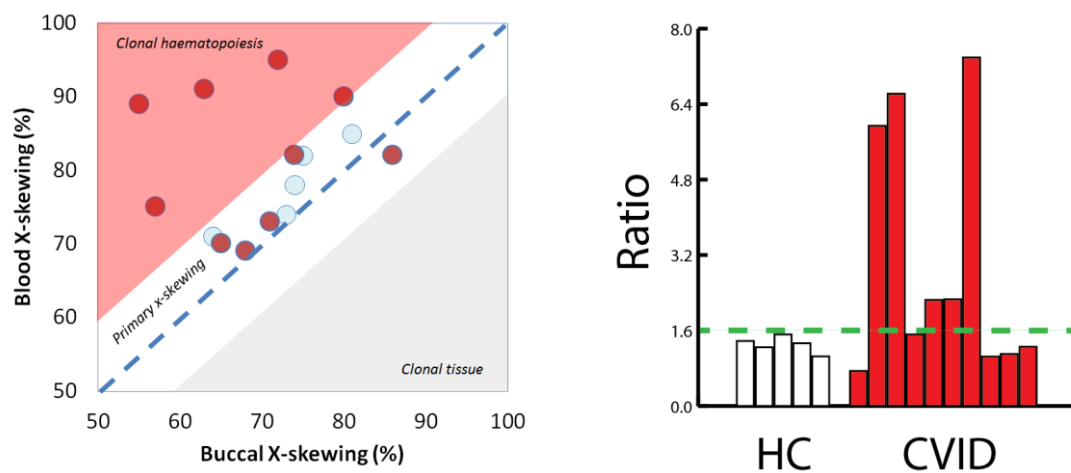 100
90
80
70
60
50
Blood X-skewing (%)
Clonal haematopoiesis
Primary x-skewing
Clonal tissue
50 60 70 80 90 100
Buccal X-skewing (%)
8.0
6.4
4.8
3.2
1.6
0.0
Ratio
HC CVID